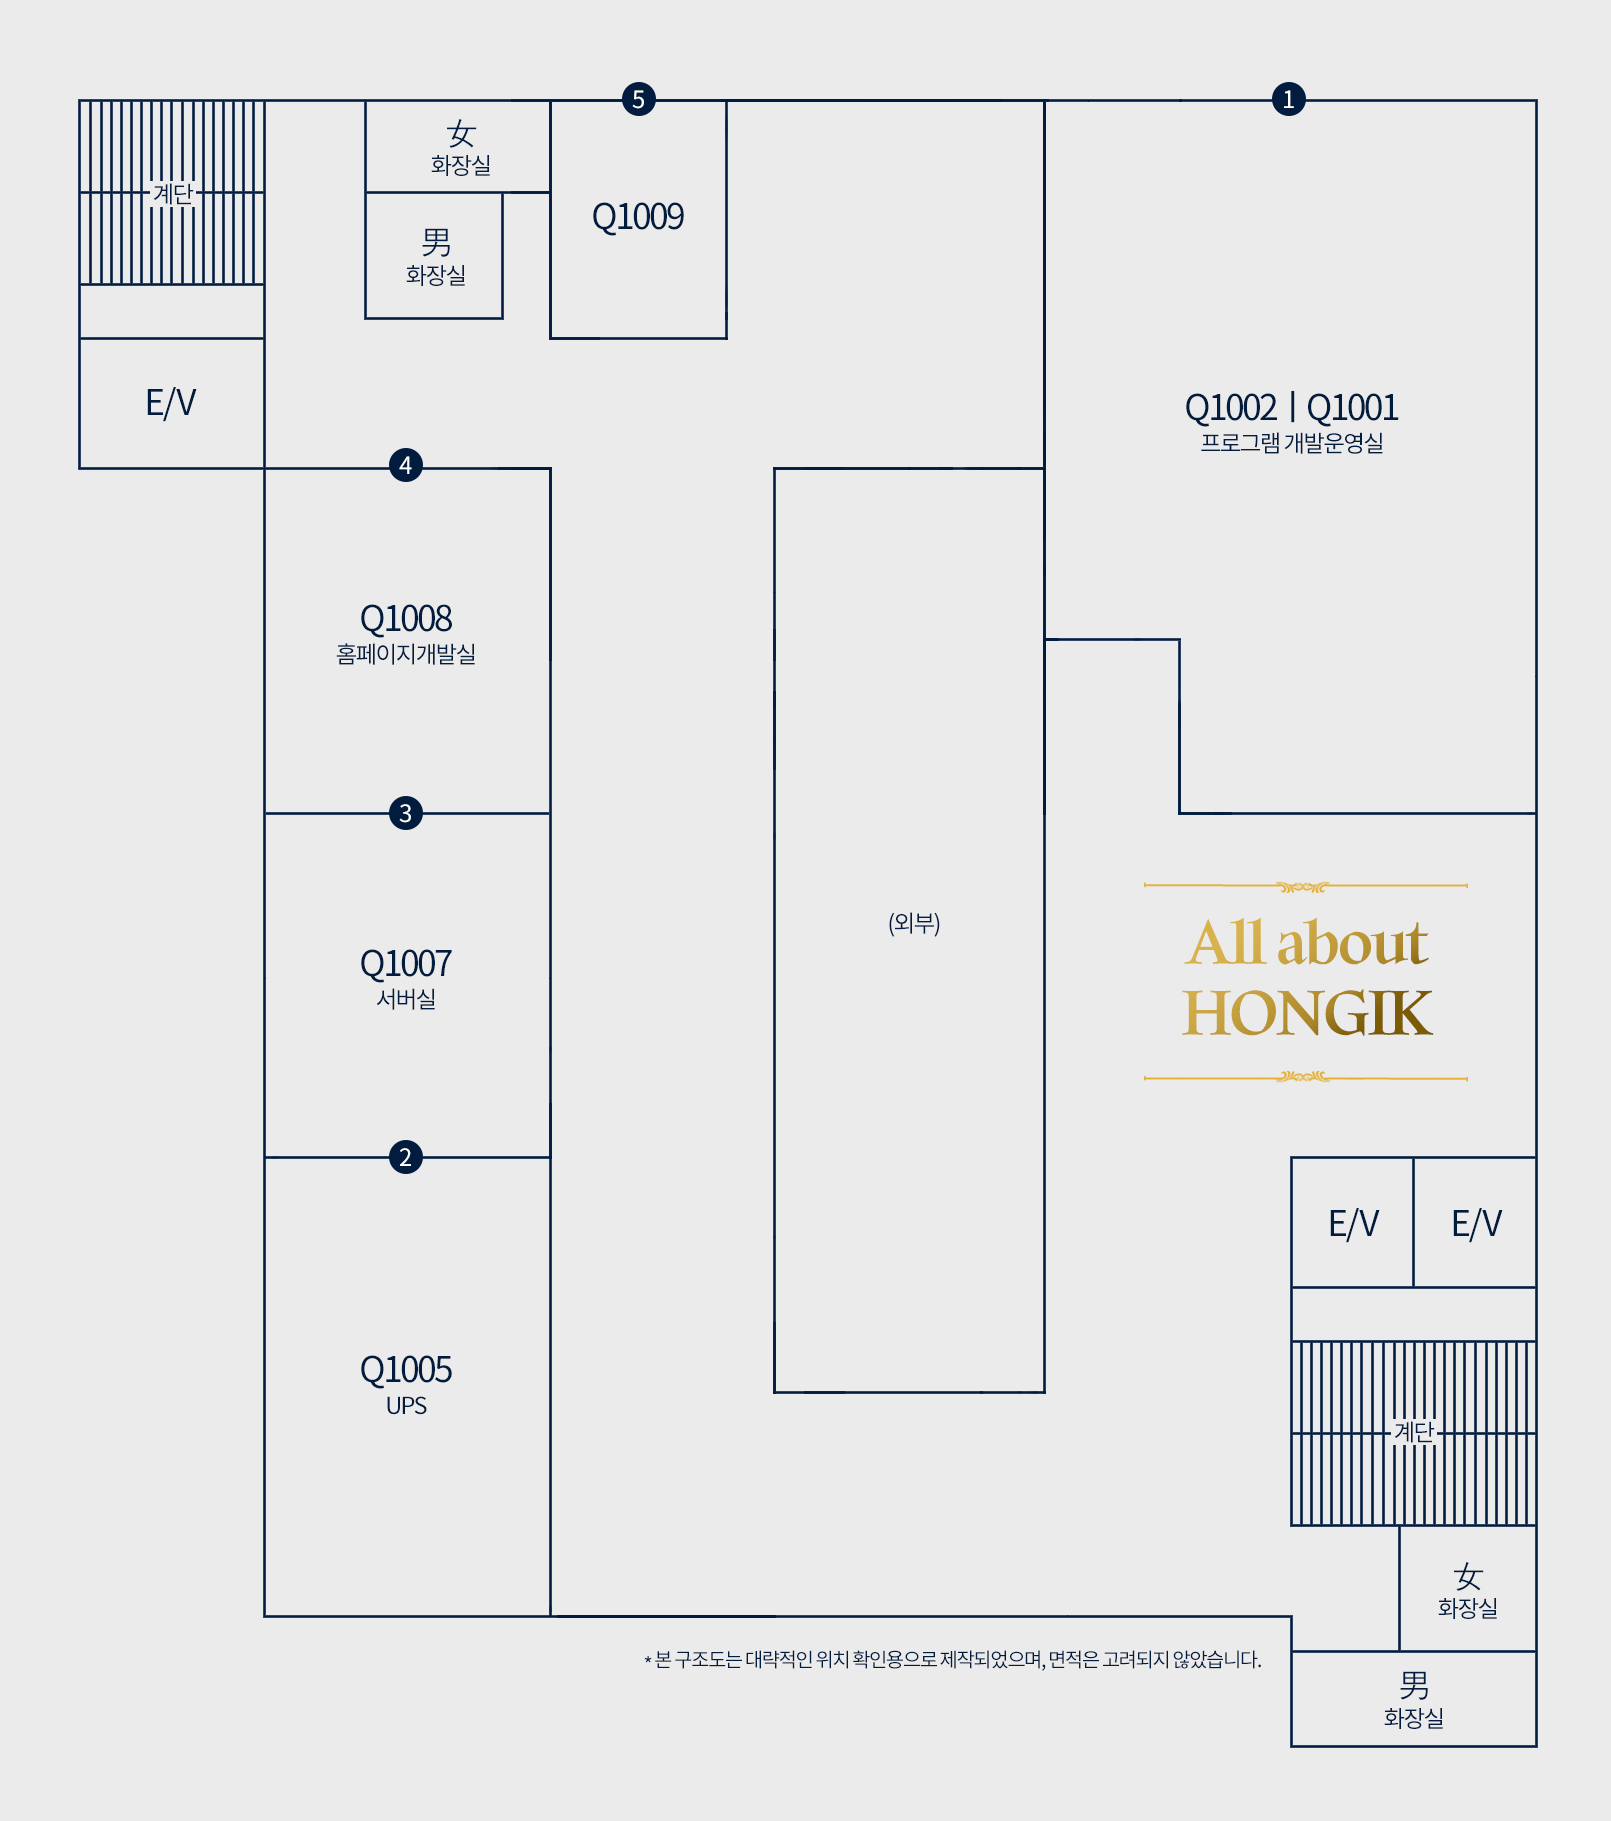 5
1
女
화장실
계단
Q1009
男
화장실
E/V
Q1002 | Q1001
프로그램 개발운영실
4
Q1008
홈페이지개발실
3
All about
HONGIK
(외부)
Q1007
서버실
2
E/V
E/V
Q1005
UPS
계단
女
화장실
* 본 구조도는 대략적인 위치 확인용으로 제작되었으며, 면적은 고려되지 않았습니다.
男
화장실